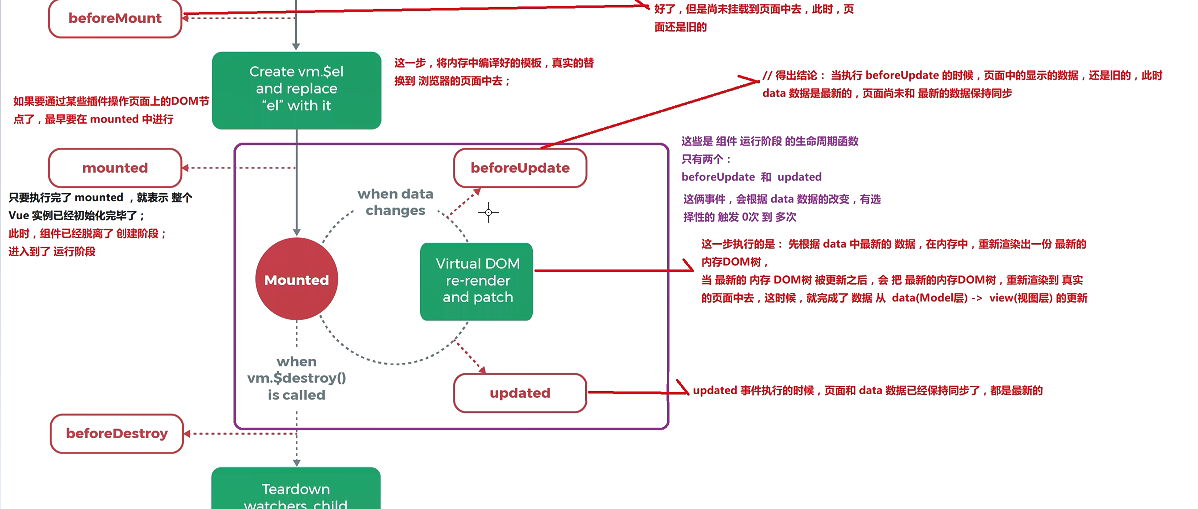 好了，但是尚未挂载到页面中去，此时，页
面还是旧的
beforeMount
Create vm.$el
and replace
“el” with it
这一步，将内存中编译好的模板，真实的替
换到 浏览器的页面中去；
// 得出结论： 当执行 beforeUpdate 的时候，页面中的显示的数据，还是旧的，此时
data 数据是最新的，页面尚未和 最新的数据保持同步
如果要通过某些插件操作页面上的DOM节
点了，最早要在 mounted 中进行
mounted
beforeUpdate
这些是 组件 运行阶段 的生命周期函数
只有两个：
beforeUpdate 和 updated
这俩事件，会根据 data 数据的改变，有选
择性的 触发 0次 到 多次
只要执行完了 mounted ，就表示 整个
Vue 实例已经初始化完毕了；
此时，组件已经脱离了 创建阶段；
进入到了 运行阶段
when data
changes
Mounted
Virtual DOM
re-render
and patch
这一步执行的是： 先根据 data 中最新的 数据，在内存中，重新渲染出一份 最新的
内存DOM树，
当 最新的 内存 DOM树 被更新之后，会 把 最新的内存DOM树，重新渲染到 真实
的页面中去，这时候，就完成了 数据 从 data(Model层) -> view(视图层) 的更新
when
vm.$destroy()
is called
updated
updated 事件执行的时候，页面和 data 数据已经保持同步了，都是最新的
beforeDestroy
Teardown
watchers, child